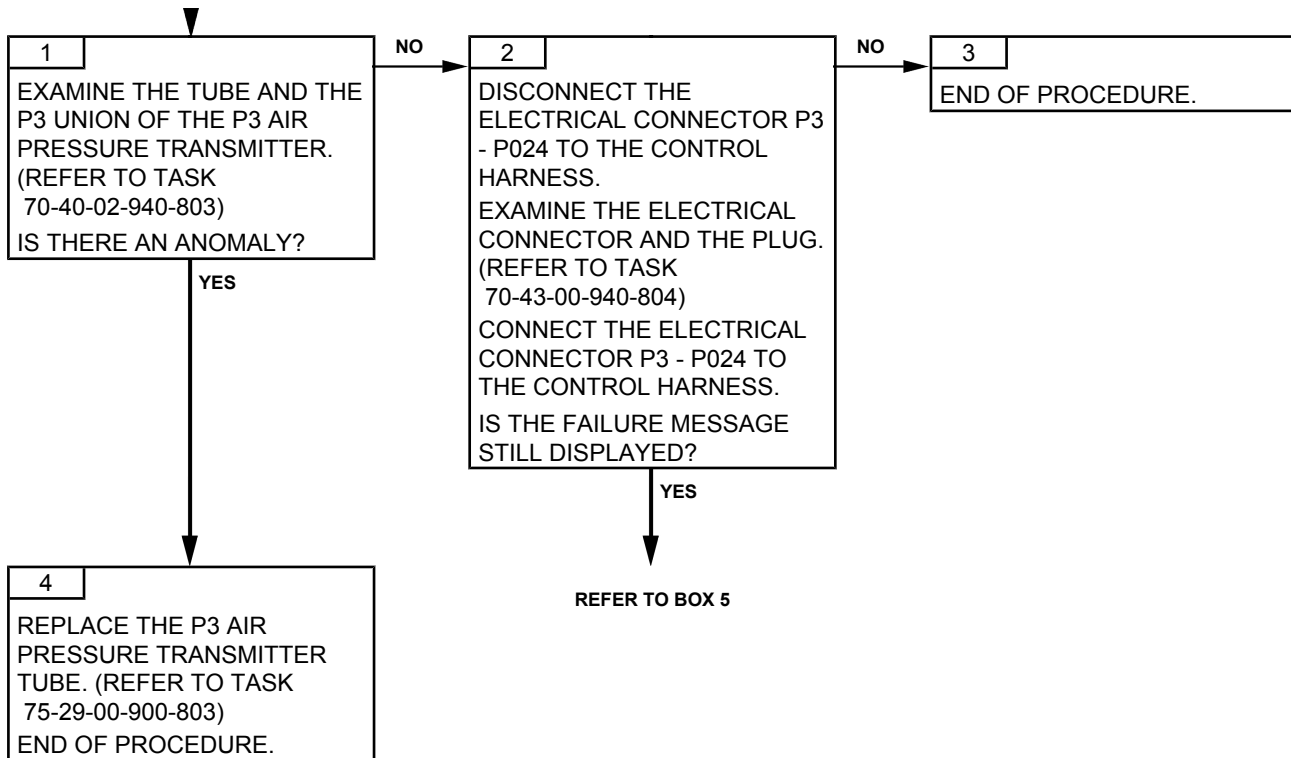 1
EXAMINE THE TUBE AND THE
P3 UNION OF THE P3 AIR
PRESSURE TRANSMITTER.
(REFER TO TASK
70-40-02-940-803)
IS THERE AN ANOMALY?
NO
YES
2
DISCONNECT THE
ELECTRICAL CONNECTOR P3
- P024 TO THE CONTROL
HARNESS.
EXAMINE THE ELECTRICAL
CONNECTOR AND THE PLUG.
(REFER TO TASK
70-43-00-940-804)
CONNECT THE ELECTRICAL
CONNECTOR P3 - P024 TO
THE CONTROL HARNESS.
IS THE FAILURE MESSAGE
STILL DISPLAYED?
NO
YES
REFER TO BOX 5
3
END OF PROCEDURE.
4
REPLACE THE P3 AIR
PRESSURE TRANSMITTER
TUBE. (REFER TO TASK
75-29-00-900-803)
END OF PROCEDURE.